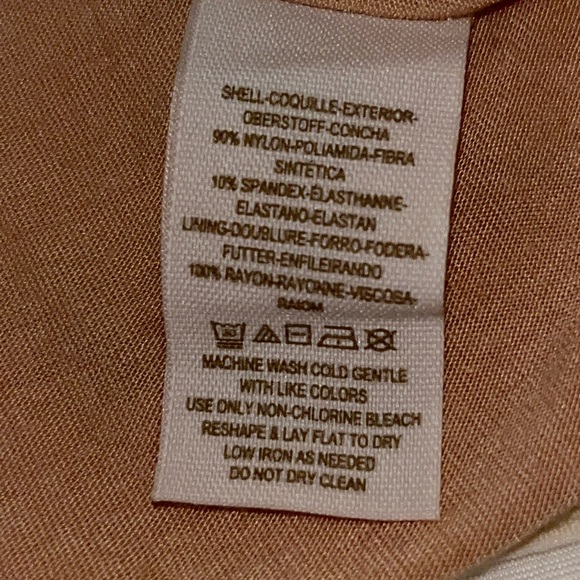 SHELL-COQUILLE-EXTERIOR-
OBERSTOFF-CONCHA
90% NYLON-POLIAMIDA-FIBRA
SINTETICA
10% SPANDEX-ELASTHANNE-
ELASTANO-ELASTAN
LINING-DOUBLURE-FORRO-FODERA-
FUTTER-ENFILEIRANDO
100% RAYON-RAYONNE-VISCOSA-
MACHINE WASH COLD GENTLE
WITH LIKE COLORS
USE ONLY NON-CHLORINE BLEACH
RESHAPE & LAY FLAT TO DRY
LOW IRON AS NEEDED
DO NOT DRY CLEAN